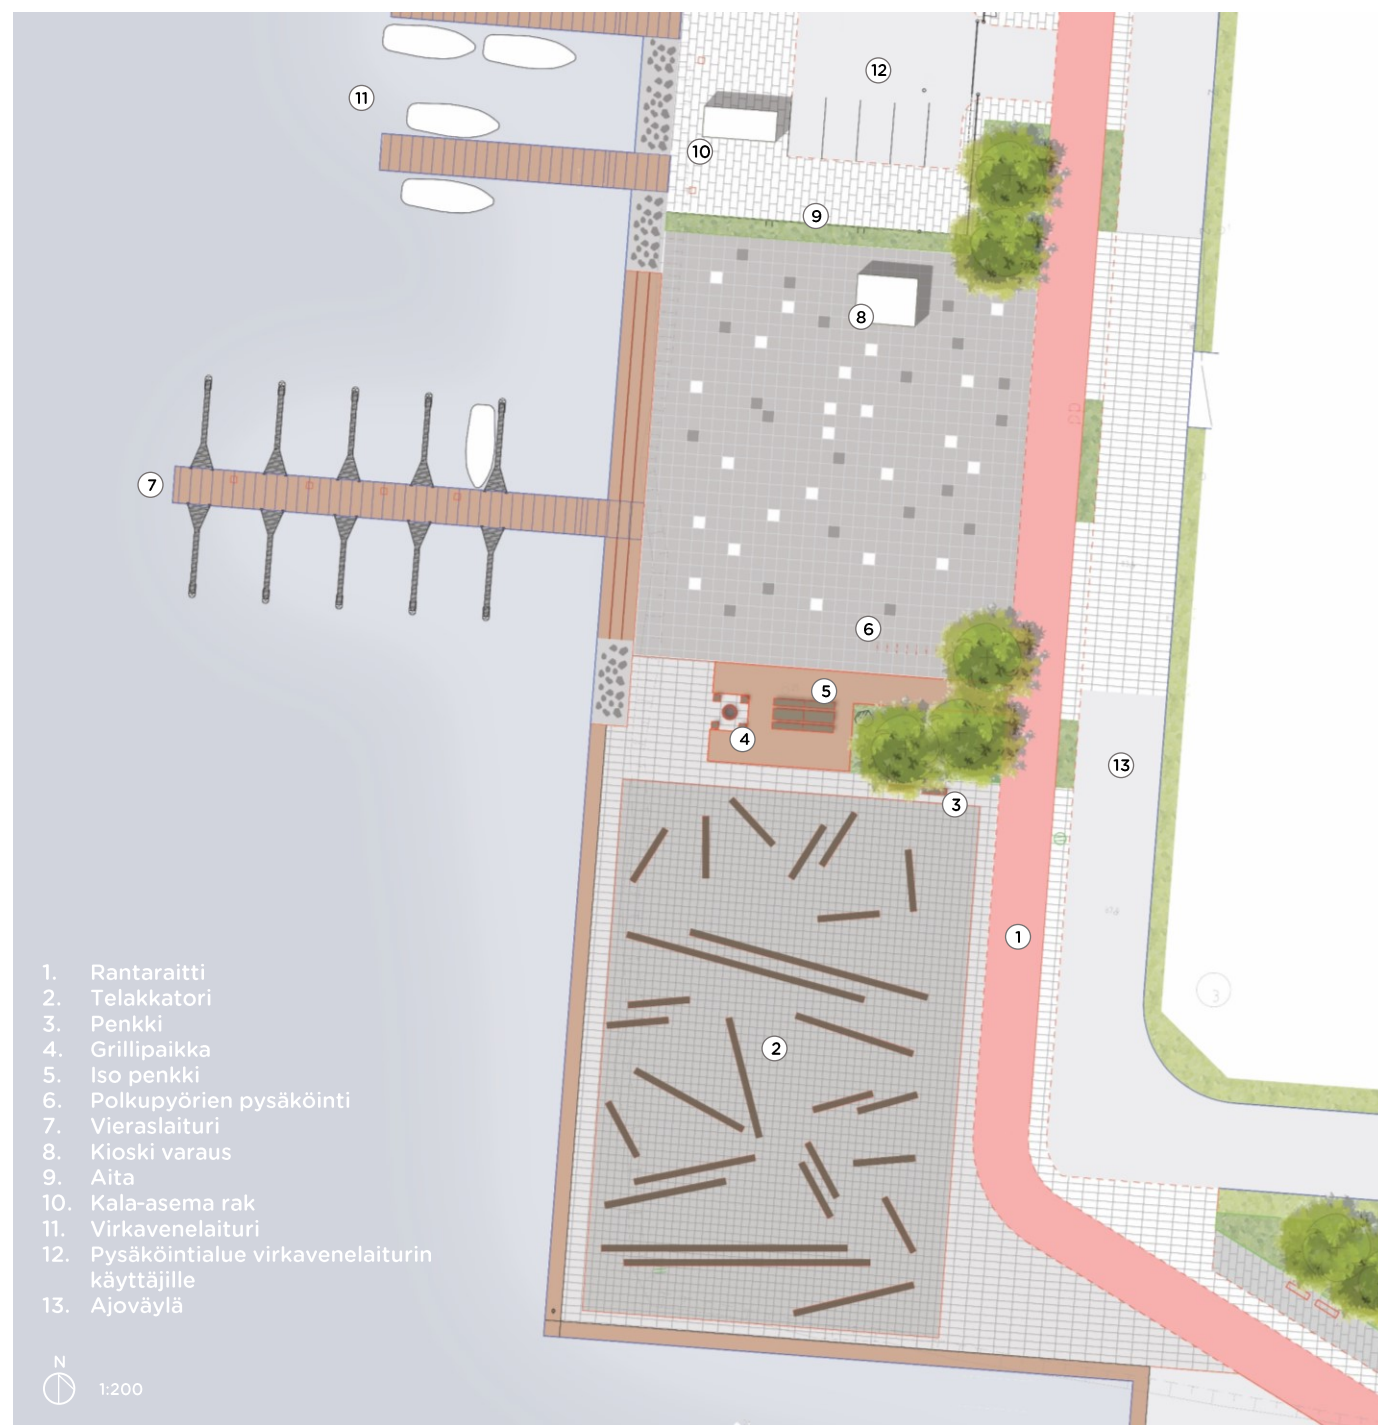 12
11
10
9
8
7
6
5
4
13
3
1
3
2
1. Rantaraitti
2. Telakkatori
3. Penkki
4. Grillipaikka
5. Iso penkki
6. Polkupyörien pysäköinti
7. Vieraslaituri
8. Kioski varaus
9. Aita
10. Kala-asema rak
11. Virkavenelaituri
12. Pysäköintialue virkavenelaiturin
käyttäjille
13. Ajoväylä
N
1:200